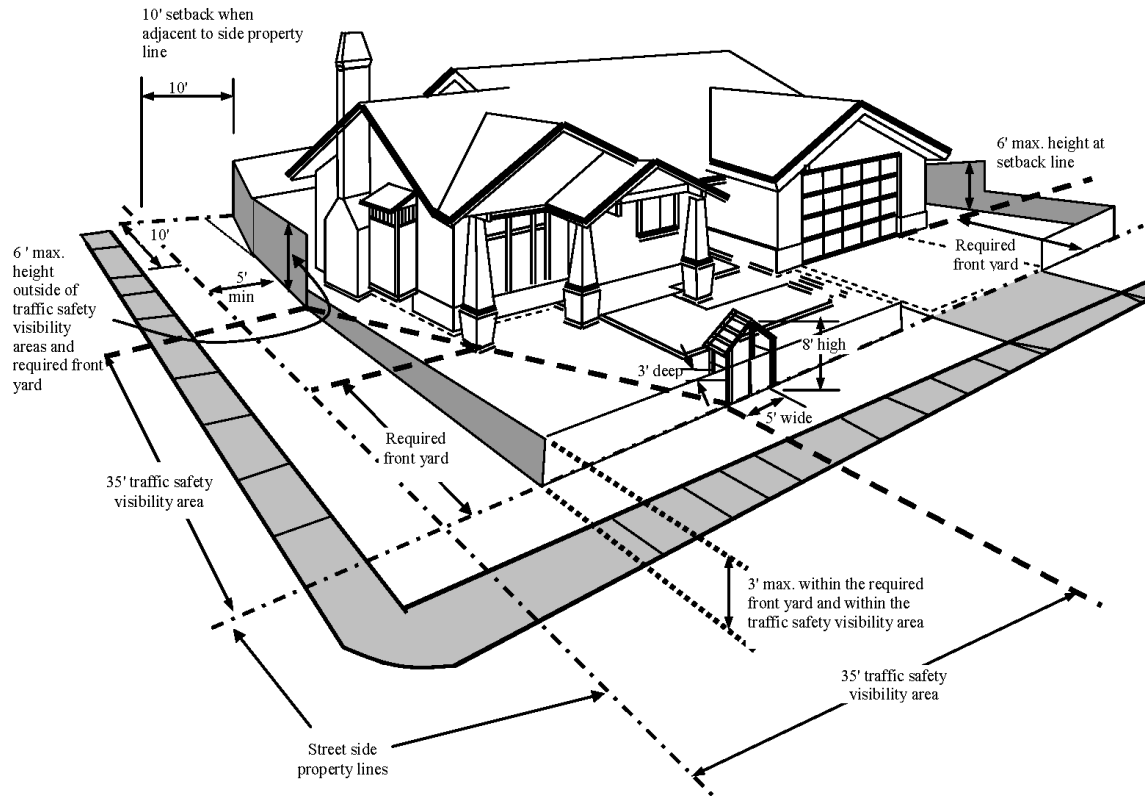 10' setback when
adjacent to side property
line
10'
6' max. height at
setback line
10'
6 ' max.
height
outside of
traffic safety
visibility
areas and
required front
yard
5'
min
Required
front yard
8' high
3' deep
5' wide
Required
front yard
35' traffic safety
visibility area
3' max. within the required
front yard and within the
traffic safety visibility area
35' traffic safety
visibility area
Street side
property lines